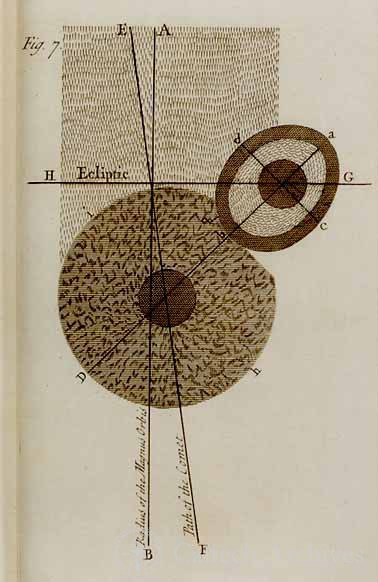 E A
Fig. 7.
d a
H Ecliptic G
c
b
D
h
Radius of the Magnus Orbis
Path of the Comet
B F